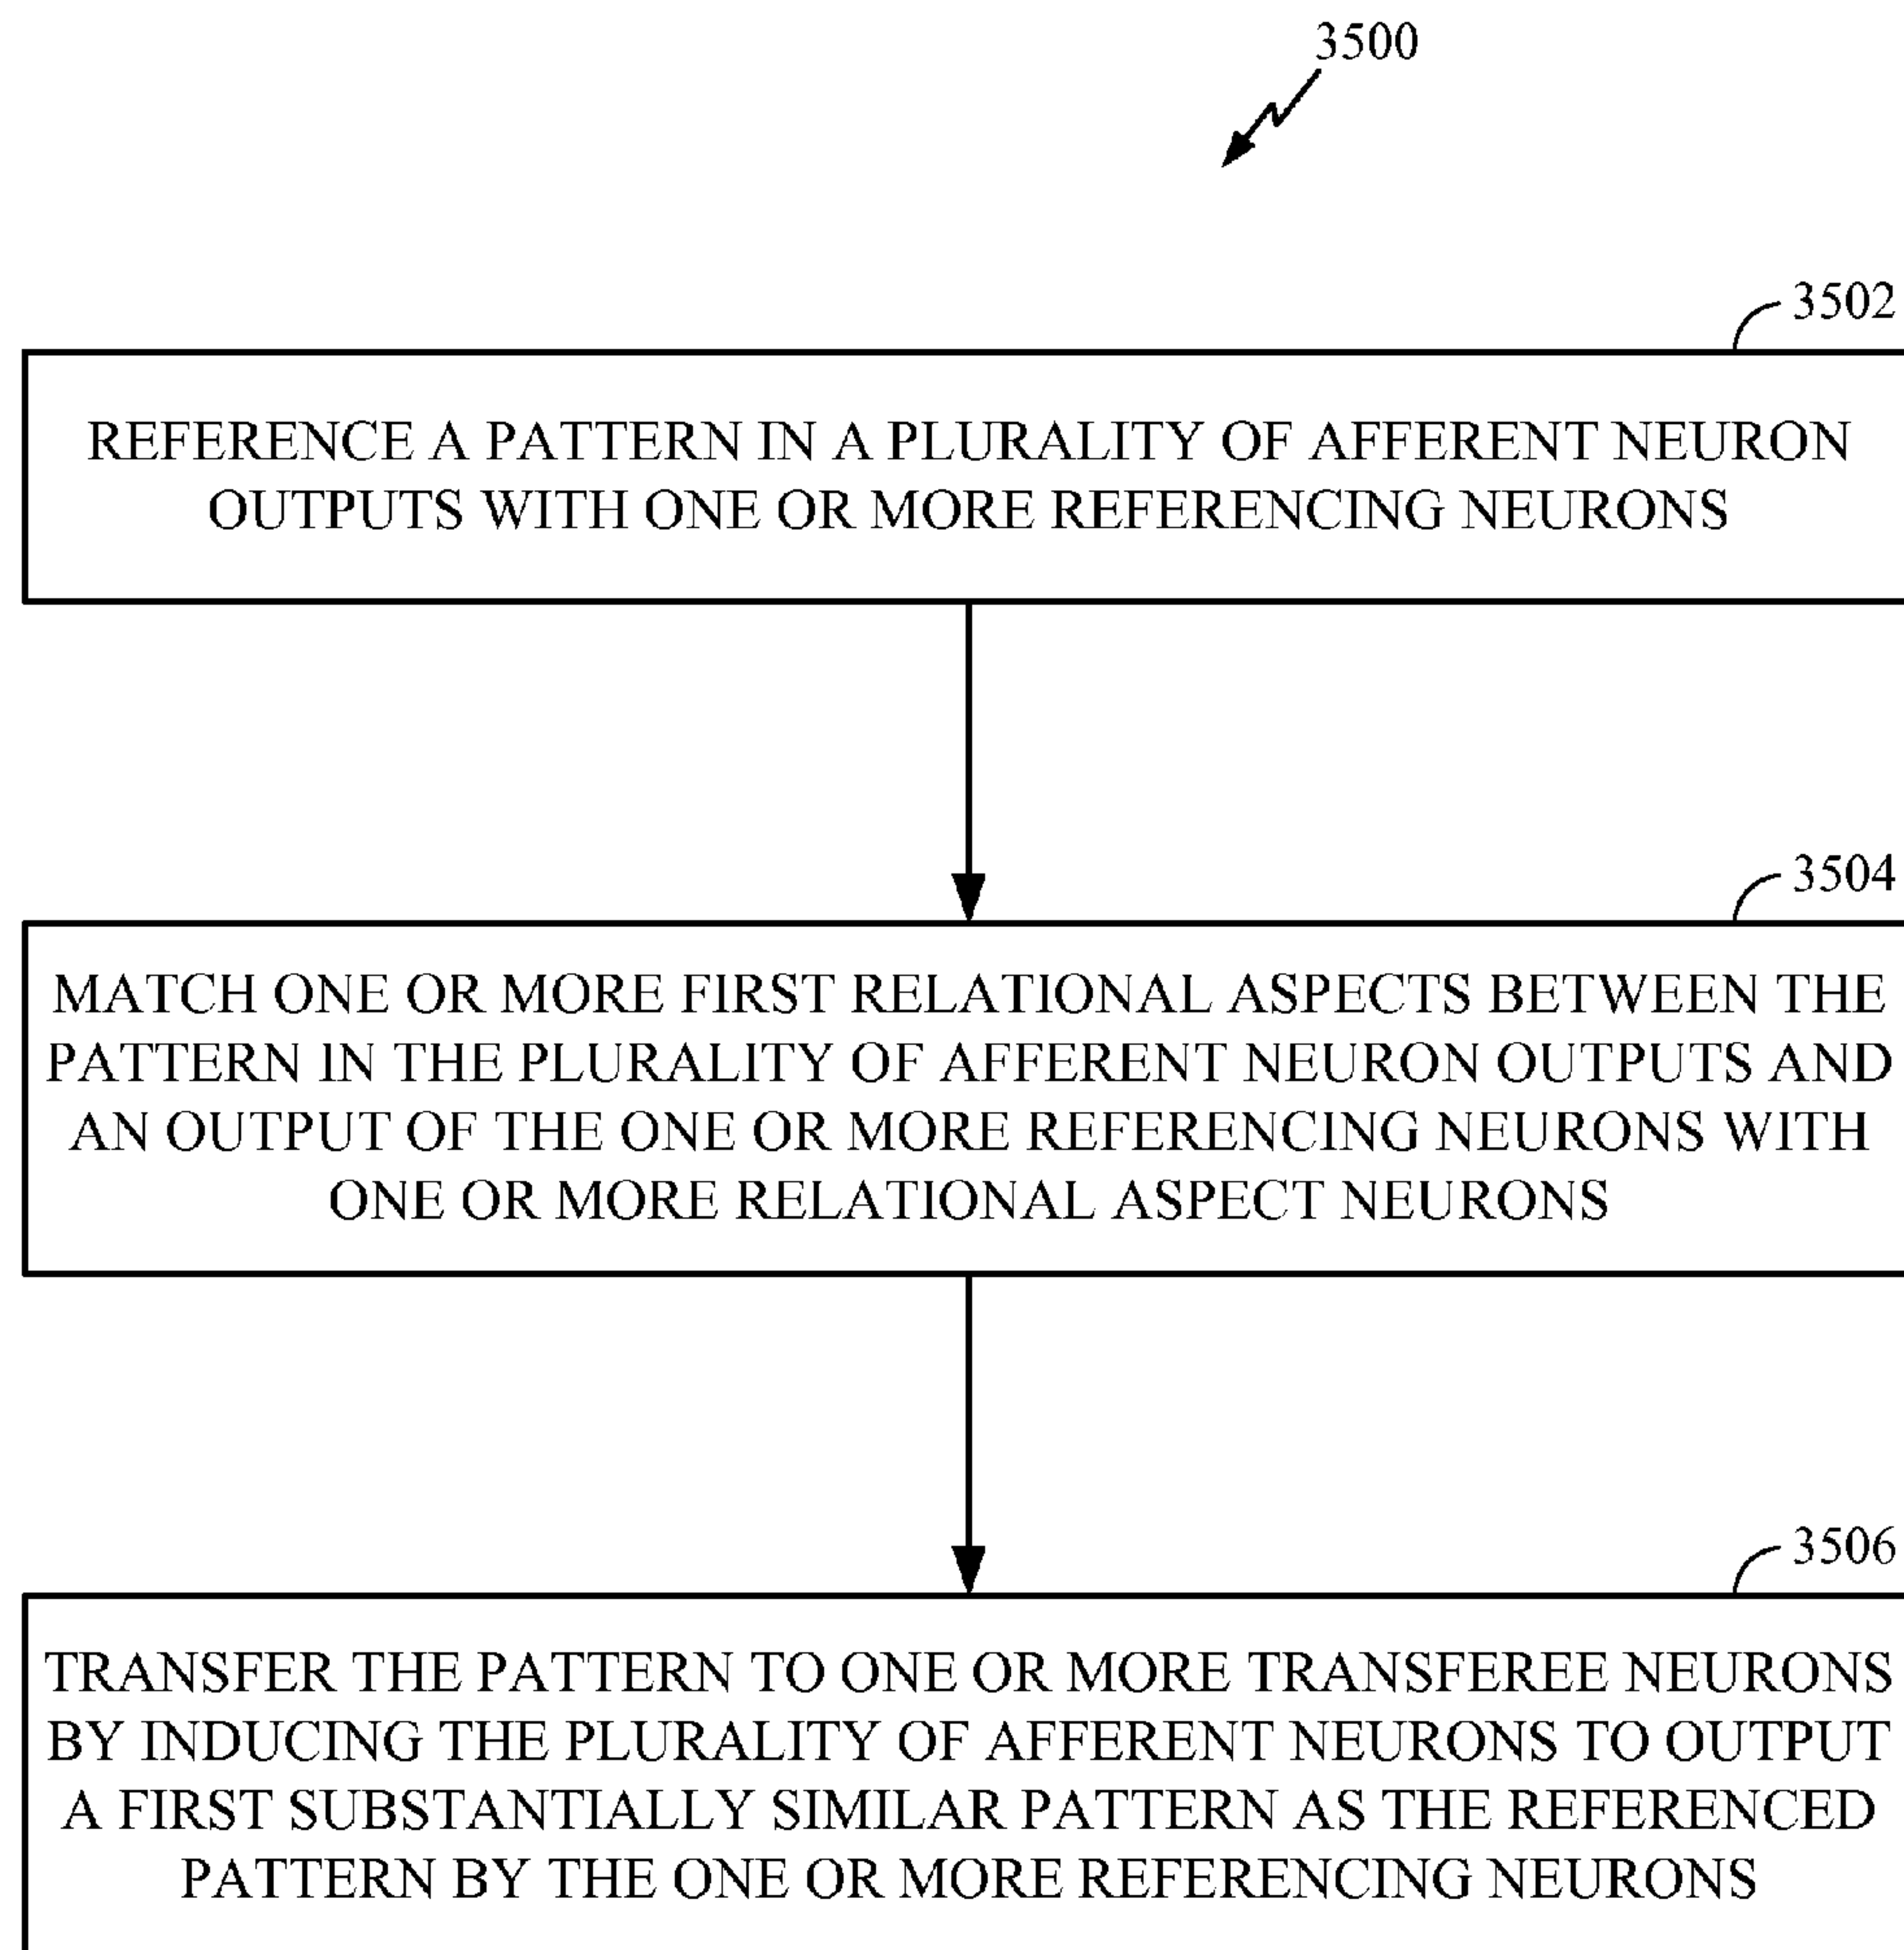 3500
3502
REFERENCE A PATTERN IN A PLURALITY OF AFFERENT NEURON
OUTPUTS WITH ONE OR MORE REFERENCING NEURONS
3504
MATCH ONE OR MORE FIRST RELATIONAL ASPECTS BETWEEN THE
PATTERN IN THE PLURALITY OF AFFERENT NEURON OUTPUTS AND
AN OUTPUT OF THE ONE OR MORE REFERENCING NEURONS WITH
ONE OR MORE RELATIONAL ASPECT NEURONS
3506
TRANSFER THE PATTERN TO ONE OR MORE TRANSFEREE NEURONS
BY INDUCING THE PLURALITY OF AFFERENT NEURONS TO OUTPUT
A FIRST SUBSTANTIALLY SIMILAR PATTERN AS THE REFERENCED
PATTERN BY THE ONE OR MORE REFERENCING NEURONS